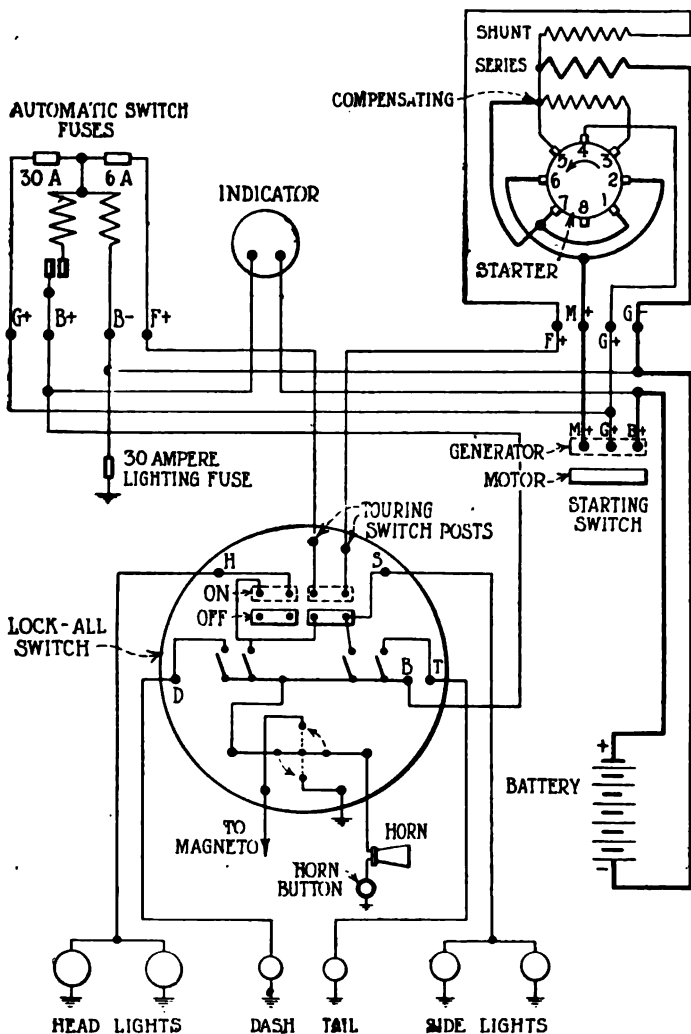 SHUNT
SERIES
COMPENSATING
AUTOMATIC SWITCH
FUSES
30 A
6 A
INDICATOR
4
5 3
6 2
7 8 1
STARTER
G+ B+ B- F+
M+ G-
F+ G+
M+ G+ B+
GENERATOR
MOTOR
STARTING
SWITCH
30 AMPERE
LIGHTING FUSE
TOURING
SWITCH POSTS
H S
ON
OFF
LOCK-ALL
SWITCH
D B T
+
BATTERY
-
TO
MAGNETO
HORN
HORN
BUTTON
HEAD LIGHTS DASH TAIL SIDE LIGHTS